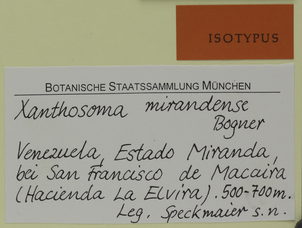 ISOTYPUS
BOTANISCHE STAATSSAMMLUNG MÜNCHEN
Xanthosoma mirandense
Bogner
Venezuela, Estado Miranda,
bei San Francisco de Macaira
(Hacienda La Elvira). 500-700m.
Leg. Speckmaier s.n.